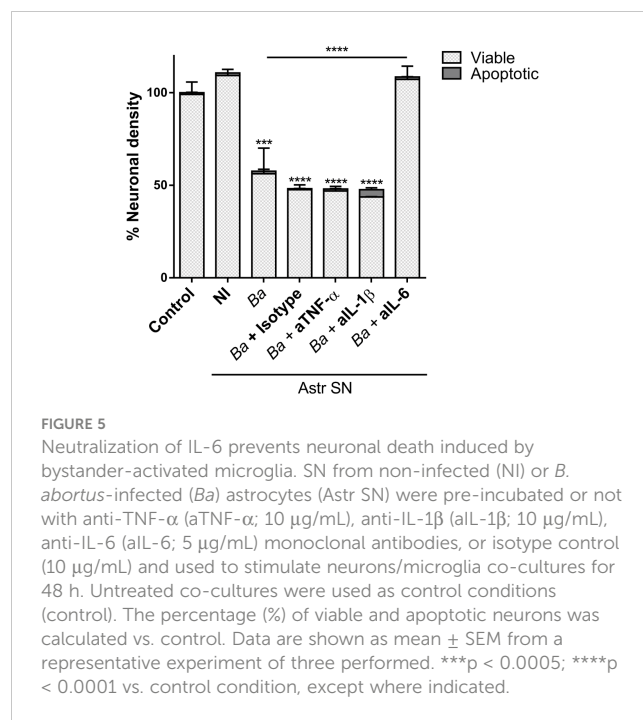 ****
Viable
Apoptotic
% Neuronal density
100
50
0
***
****
****
****
Control
NI
Ba
Ba + Isotype
Ba + aTNF-α
Ba + aIL-1β
Ba + aIL-6
Astr SN
FIGURE 5
Neutralization of IL-6 prevents neuronal death induced by
bystander-activated microglia. SN from non-infected (NI) or B.
abortus-infected (Ba) astrocytes (Astr SN) were pre-incubated or not
with anti-TNF-α (aTNF-α; 10 μg/mL), anti-IL-1β (aIL-1β; 10 μg/mL),
anti-IL-6 (aIL-6; 5 μg/mL) monoclonal antibodies, or isotype control
(10 μg/mL) and used to stimulate neurons/microglia co-cultures for
48 h. Untreated co-cultures were used as control conditions
(control). The percentage (%) of viable and apoptotic neurons was
calculated vs. control. Data are shown as mean ± SEM from a
representative experiment of three performed. ***p < 0.0005; ****p
< 0.0001 vs. control condition, except where indicated.